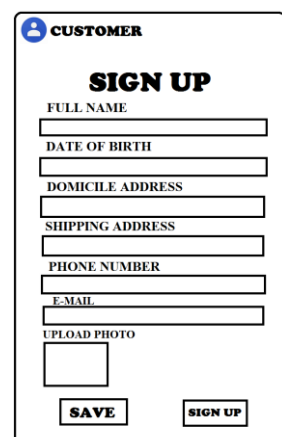 CUSTOMER
SIGN UP
FULL NAME
DATE OF BIRTH
DOMICILE ADDRESS
SHIPPING ADDRESS
PHONE NUMBER
E-MAIL
UPLOAD PHOTO
SAVE SIGN UP